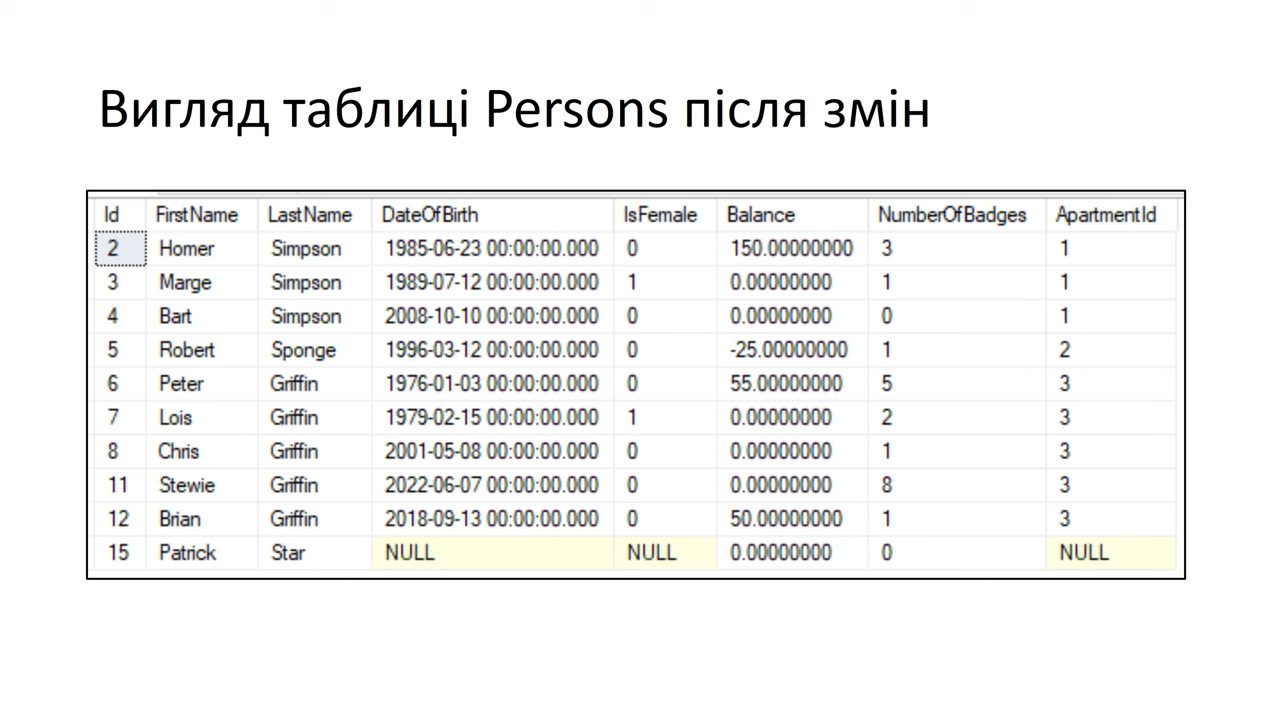 Вигляд таблиці Persons після змін
Id FirstName LastName DateOfBirth IsFemale Balance NumberOfBadges ApartmentId
2 Homer Simpson 1985-06-23 00:00:00.000 0 150.00000000 3 1
3 Marge Simpson 1989-07-12 00:00:00.000 1 0.00000000 1 1
4 Bart Simpson 2008-10-10 00:00:00.000 0 0.00000000 0 1
5 Robert Sponge 1996-03-12 00:00:00.000 0 -25.00000000 1 2
6 Peter Griffin 1976-01-03 00:00:00.000 0 55.00000000 5 3
7 Lois Griffin 1979-02-15 00:00:00.000 1 0.00000000 2 3
8 Chris Griffin 2001-05-08 00:00:00.000 0 0.00000000 1 3
11 Stewie Griffin 2022-06-07 00:00:00.000 0 0.00000000 8 3
12 Brian Griffin 2018-09-13 00:00:00.000 0 50.00000000 1 3
15 Patrick Star NULL NULL 0.00000000 0 NULL